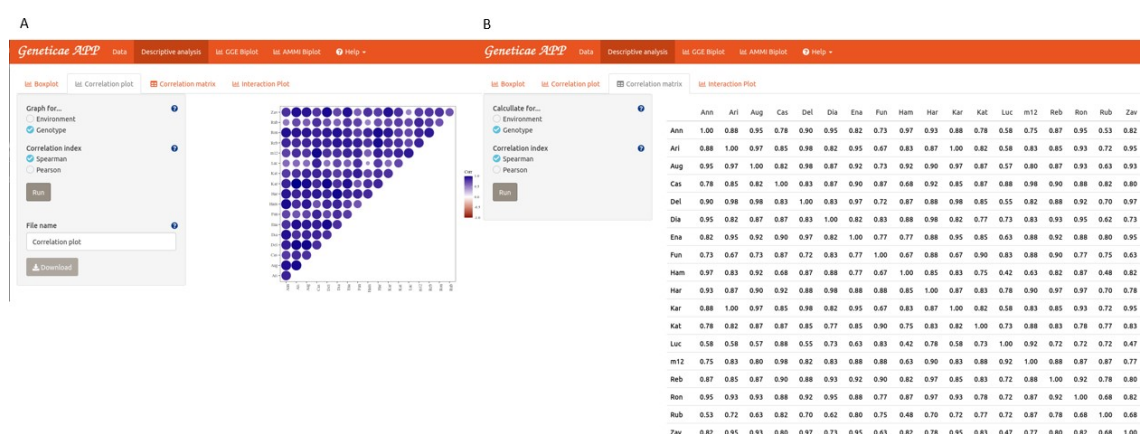 A
Geneticae APP Data Descriptive analysis GGE Biplot AMMI Biplot Help
Boxplot Correlation plot Correlation matrix Interaction Plot
Graph for...
Environment
Genotype
Correlation index
Spearman
Pearson
Run
File name
Correlation plot
Download
B
Geneticae APP Data Descriptive analysis GGE Biplot AMMI Biplot Help
Boxplot Correlation plot Correlation matrix Interaction Plot
Calcullate for...
Environment
Genotype
Correlation index
Spearman
Pearson
Run
Ann Ari Aug Cas Del Dia Ena Fun Ham Har Kar Kat Luc m12 Reb Ron Rub Zav
Ann 1.00 0.88 0.95 0.78 0.90 0.95 0.82 0.73 0.97 0.93 0.88 0.78 0.58 0.75 0.87 0.95 0.53 0.82
Ari 0.88 1.00 0.97 0.85 0.98 0.82 0.95 0.67 0.83 0.87 1.00 0.82 0.58 0.83 0.85 0.93 0.72 0.95
Aug 0.95 0.97 1.00 0.82 0.98 0.87 0.92 0.73 0.92 0.90 0.97 0.87 0.57 0.80 0.87 0.93 0.63 0.93
Cas 0.78 0.85 0.82 1.00 0.83 0.87 0.90 0.87 0.68 0.92 0.85 0.87 0.88 0.98 0.90 0.88 0.82 0.80
Del 0.90 0.98 0.98 0.83 1.00 0.83 0.97 0.72 0.87 0.88 0.98 0.85 0.55 0.82 0.88 0.92 0.70 0.97
Dia 0.95 0.82 0.87 0.87 0.83 1.00 0.82 0.83 0.88 0.98 0.82 0.77 0.73 0.83 0.93 0.95 0.62 0.73
Ena 0.82 0.95 0.92 0.90 0.97 0.82 1.00 0.77 0.77 0.88 0.95 0.85 0.63 0.88 0.92 0.88 0.80 0.95
Fun 0.73 0.67 0.73 0.87 0.72 0.83 0.77 1.00 0.67 0.88 0.67 0.90 0.83 0.88 0.90 0.77 0.75 0.63
Ham 0.97 0.83 0.92 0.68 0.87 0.88 0.77 0.67 1.00 0.85 0.83 0.75 0.42 0.63 0.82 0.87 0.48 0.82
Har 0.93 0.87 0.90 0.92 0.88 0.98 0.88 0.88 0.85 1.00 0.87 0.83 0.78 0.90 0.97 0.97 0.70 0.78
Kar 0.88 1.00 0.97 0.85 0.98 0.82 0.95 0.67 0.83 0.87 1.00 0.82 0.58 0.83 0.85 0.93 0.72 0.95
Kat 0.78 0.82 0.87 0.87 0.85 0.77 0.85 0.90 0.75 0.83 0.82 1.00 0.73 0.88 0.83 0.78 0.77 0.83
Luc 0.58 0.58 0.57 0.88 0.55 0.73 0.63 0.83 0.42 0.78 0.58 0.73 1.00 0.92 0.72 0.72 0.72 0.47
m12 0.75 0.83 0.80 0.98 0.82 0.83 0.88 0.88 0.63 0.90 0.83 0.88 0.92 1.00 0.88 0.87 0.87 0.77
Reb 0.87 0.85 0.87 0.90 0.88 0.93 0.92 0.90 0.82 0.97 0.85 0.83 0.72 0.88 1.00 0.92 0.78 0.80
Ron 0.95 0.93 0.93 0.88 0.92 0.95 0.88 0.77 0.87 0.97 0.93 0.78 0.72 0.87 0.92 1.00 0.68 0.82
Rub 0.53 0.72 0.63 0.82 0.70 0.62 0.80 0.75 0.48 0.70 0.72 0.77 0.72 0.87 0.78 0.68 1.00 0.68
Zav 0.82 0.95 0.93 0.80 0.97 0.73 0.95 0.63 0.82 0.78 0.95 0.83 0.47 0.77 0.80 0.82 0.68 1.00